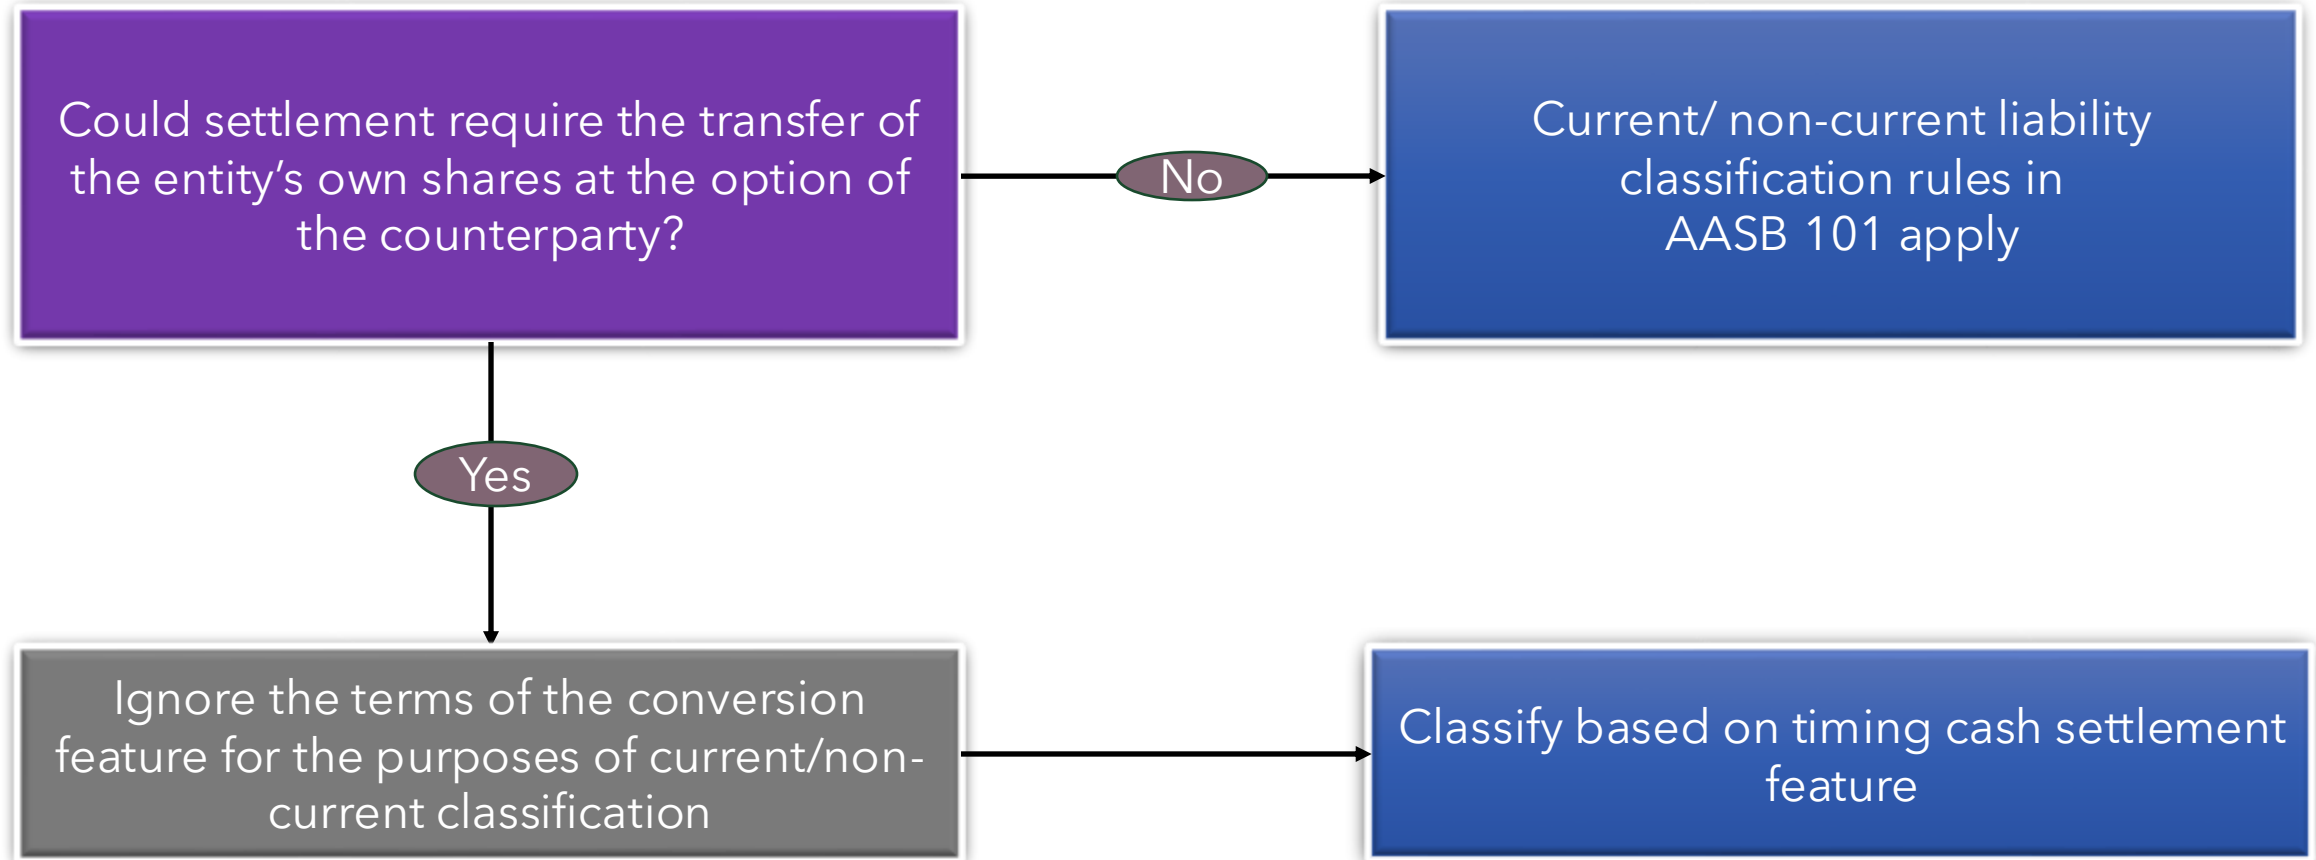 Could settlement require the transfer of
the entity’s own shares at the option of
the counterparty?
No
Current/ non-current liability
classification rules in
AASB 101 apply
Yes
Ignore the terms of the conversion
feature for the purposes of current/non-
current classification
Classify based on timing cash settlement
feature